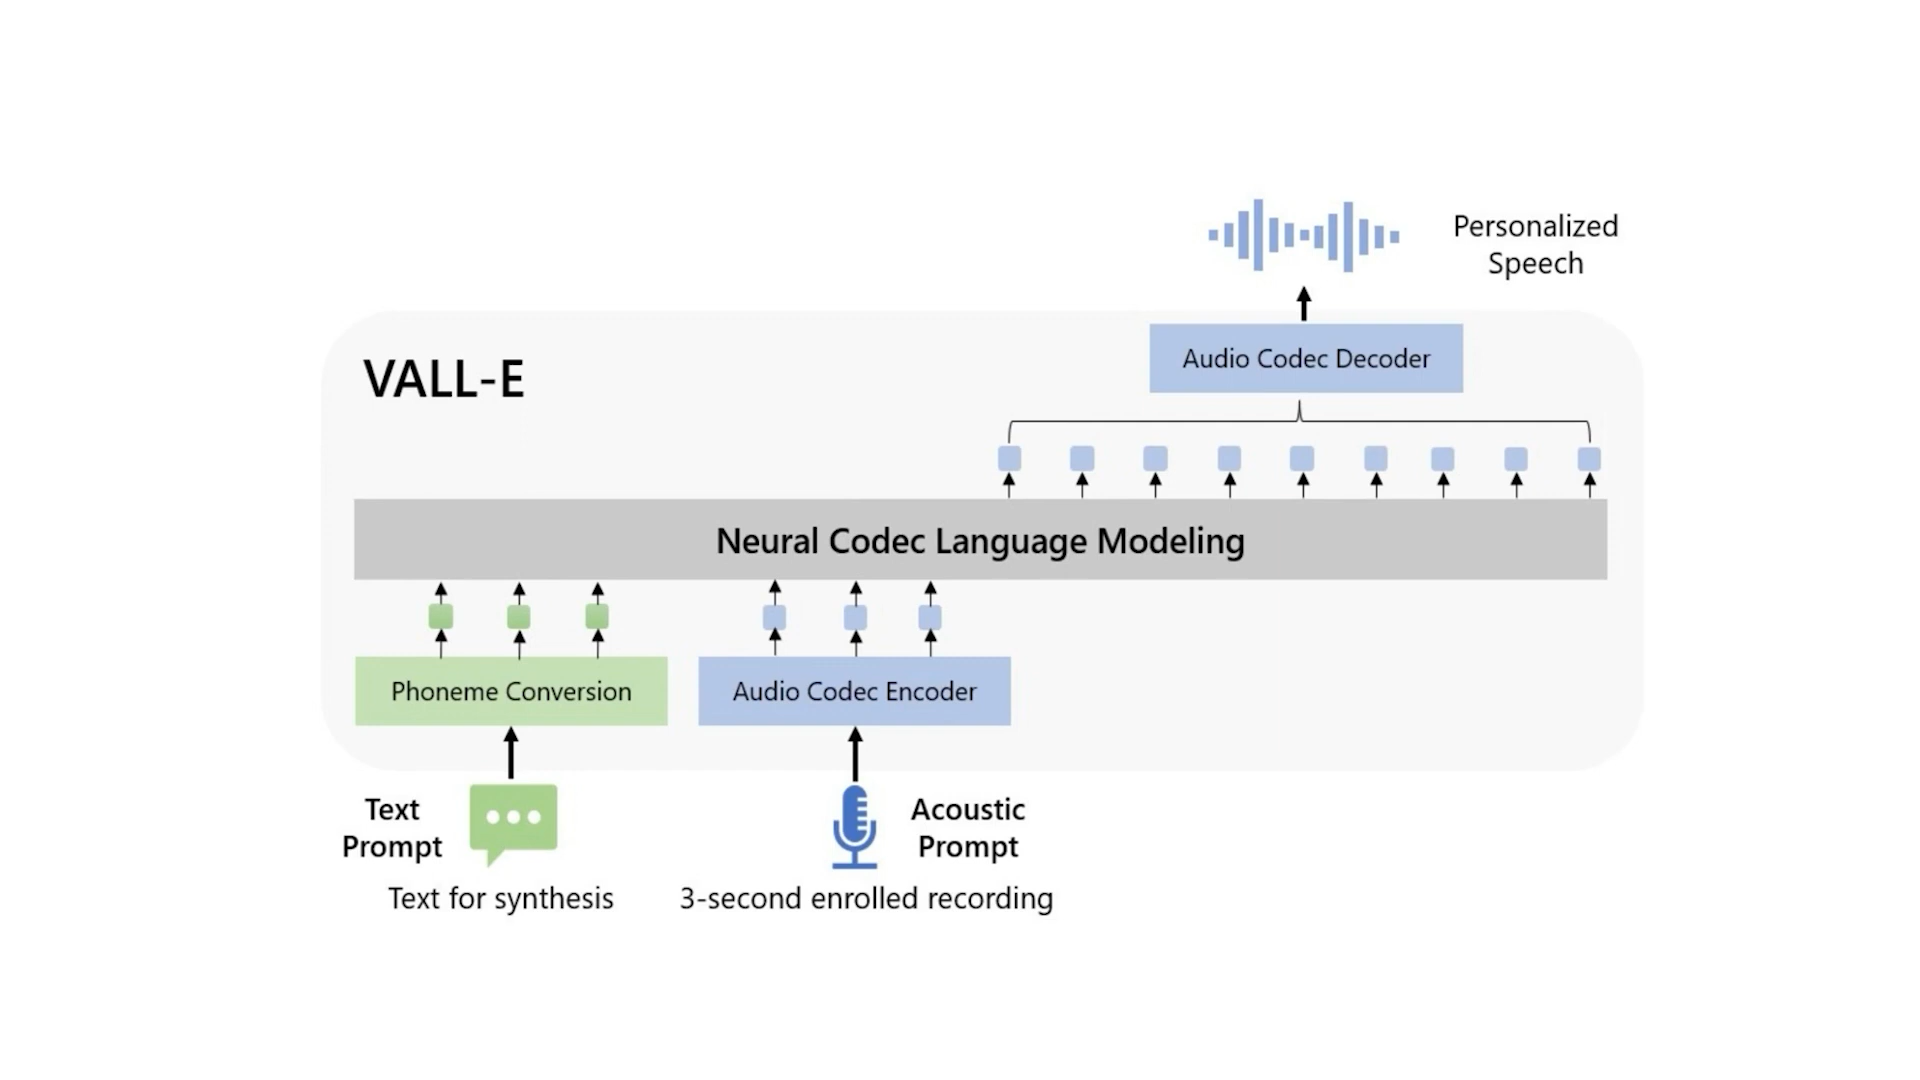 Personalized
Speech
Audio Codec Decoder
VALL-E
Neural Codec Language Modeling
Phoneme Conversion
Audio Codec Encoder
Text
Prompt
Acoustic
Prompt
Text for synthesis
3-second enrolled recording